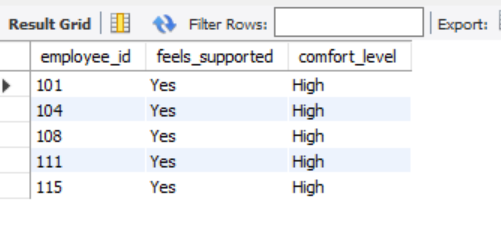 Result Grid Filter Rows: Export:
employee_id feels_supported comfort_level
101 Yes High
104 Yes High
108 Yes High
111 Yes High
115 Yes High